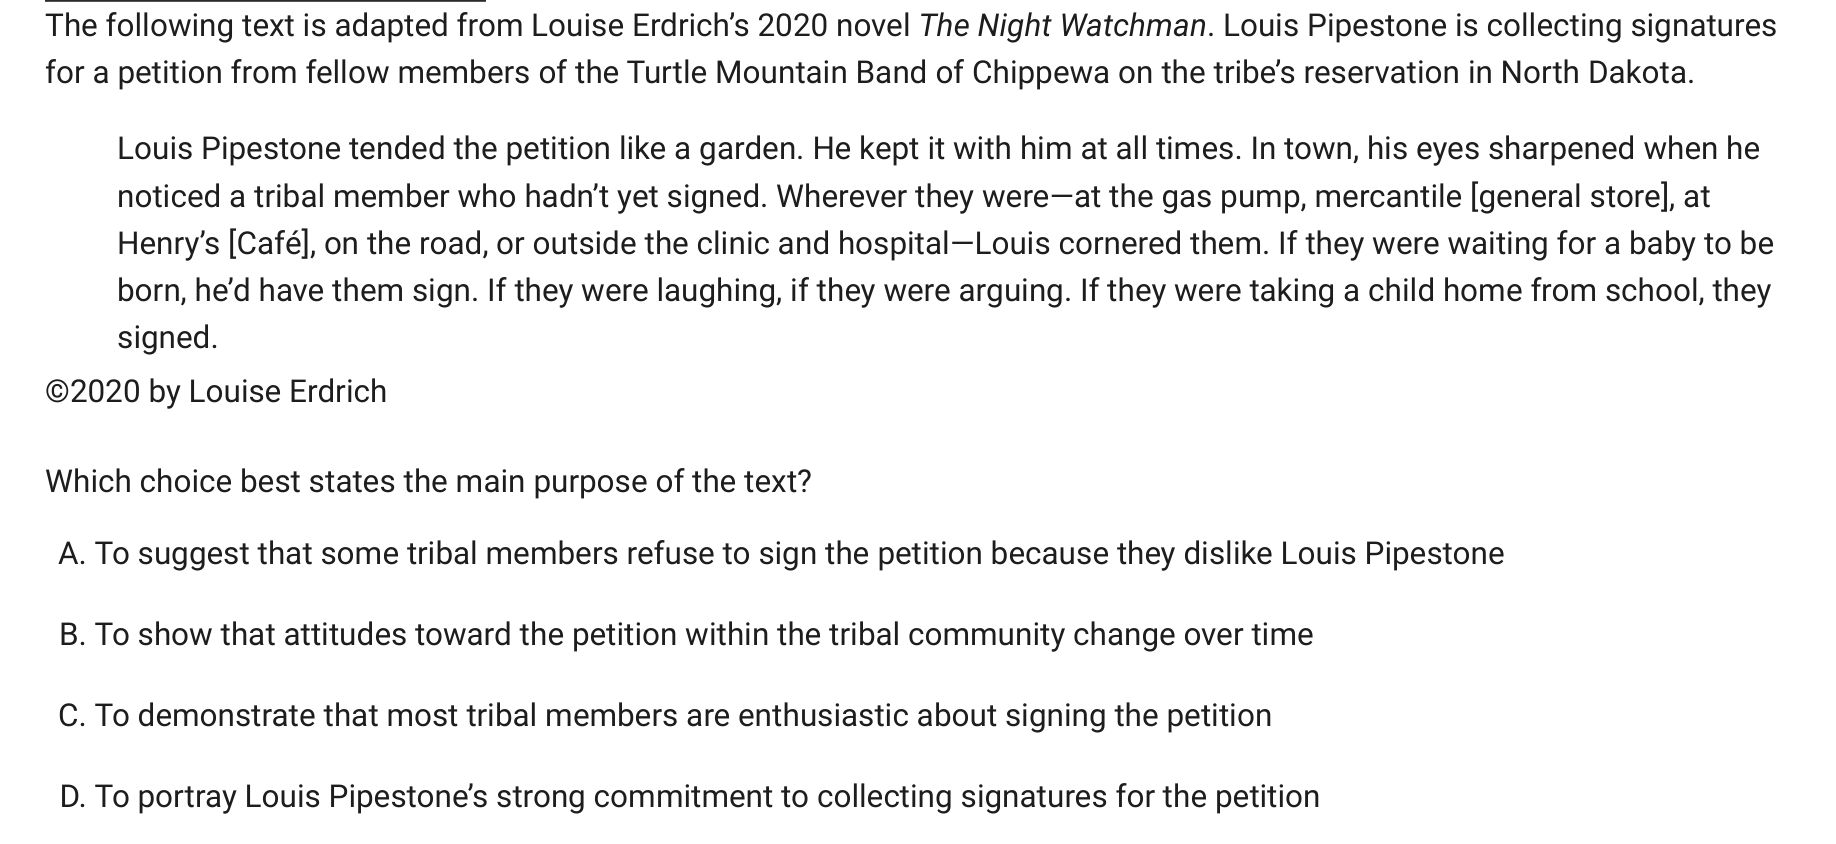 The following text is adapted from Louise Erdrich’s 2020 novel The Night Watchman. Louis Pipestone is collecting signatures
for a petition from fellow members of the Turtle Mountain Band of Chippewa on the tribe’s reservation in North Dakota.
Louis Pipestone tended the petition like a garden. He kept it with him at all times. In town, his eyes sharpened when he
noticed a tribal member who hadn’t yet signed. Wherever they were—at the gas pump, mercantile [general store], at
Henry’s [Café], on the road, or outside the clinic and hospital—Louis cornered them. If they were waiting for a baby to be
born, he’d have them sign. If they were laughing, if they were arguing. If they were taking a child home from school, they
signed.
©2020 by Louise Erdrich
Which choice best states the main purpose of the text?
A. To suggest that some tribal members refuse to sign the petition because they dislike Louis Pipestone
B. To show that attitudes toward the petition within the tribal community change over time
C. To demonstrate that most tribal members are enthusiastic about signing the petition
D. To portray Louis Pipestone’s strong commitment to collecting signatures for the petition